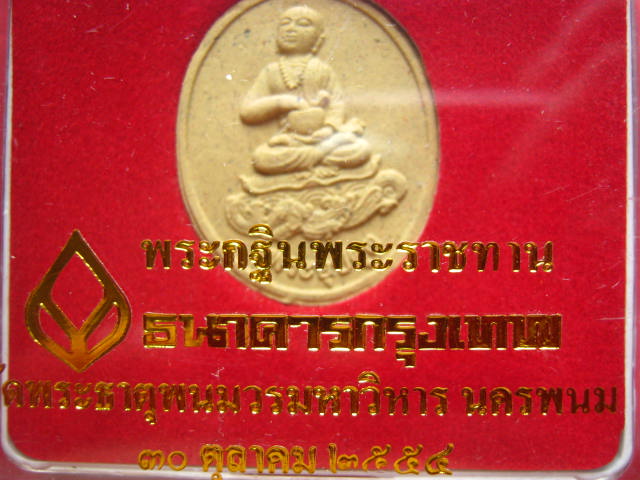 พระกฐินพระราชทาน
ธนาคารกรุงเทพ
วัดพระธาตุพนมวรมหาวิหาร นครพนม
๓๐ ตุลาคม ๒๕๕๔